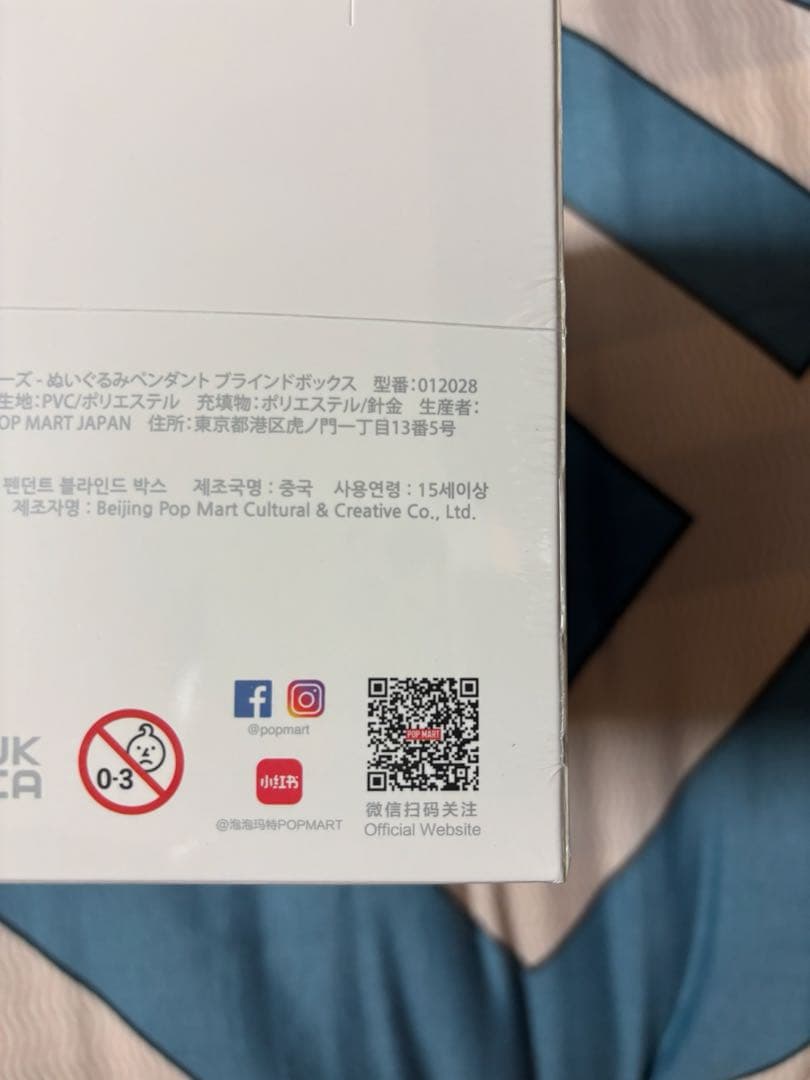 ーズ - ぬいぐるみペンダント ブラインドボックス 型番：012028
生地：PVC/ポリエステル 充填物：ポリエステル/針金 生産者：
OP MART JAPAN 住所：東京都港区虎ノ門一丁目13番5号
펜던트 블라인드 박스 제조국명 : 중국 사용연령 : 15세이상
제조자명 : Beijing Pop Mart Cultural & Creative Co., Ltd.
UK
CA
0-3
@popmart
小红书
@泡泡玛特POPMART
POP MART
微信扫码关注
Official Website